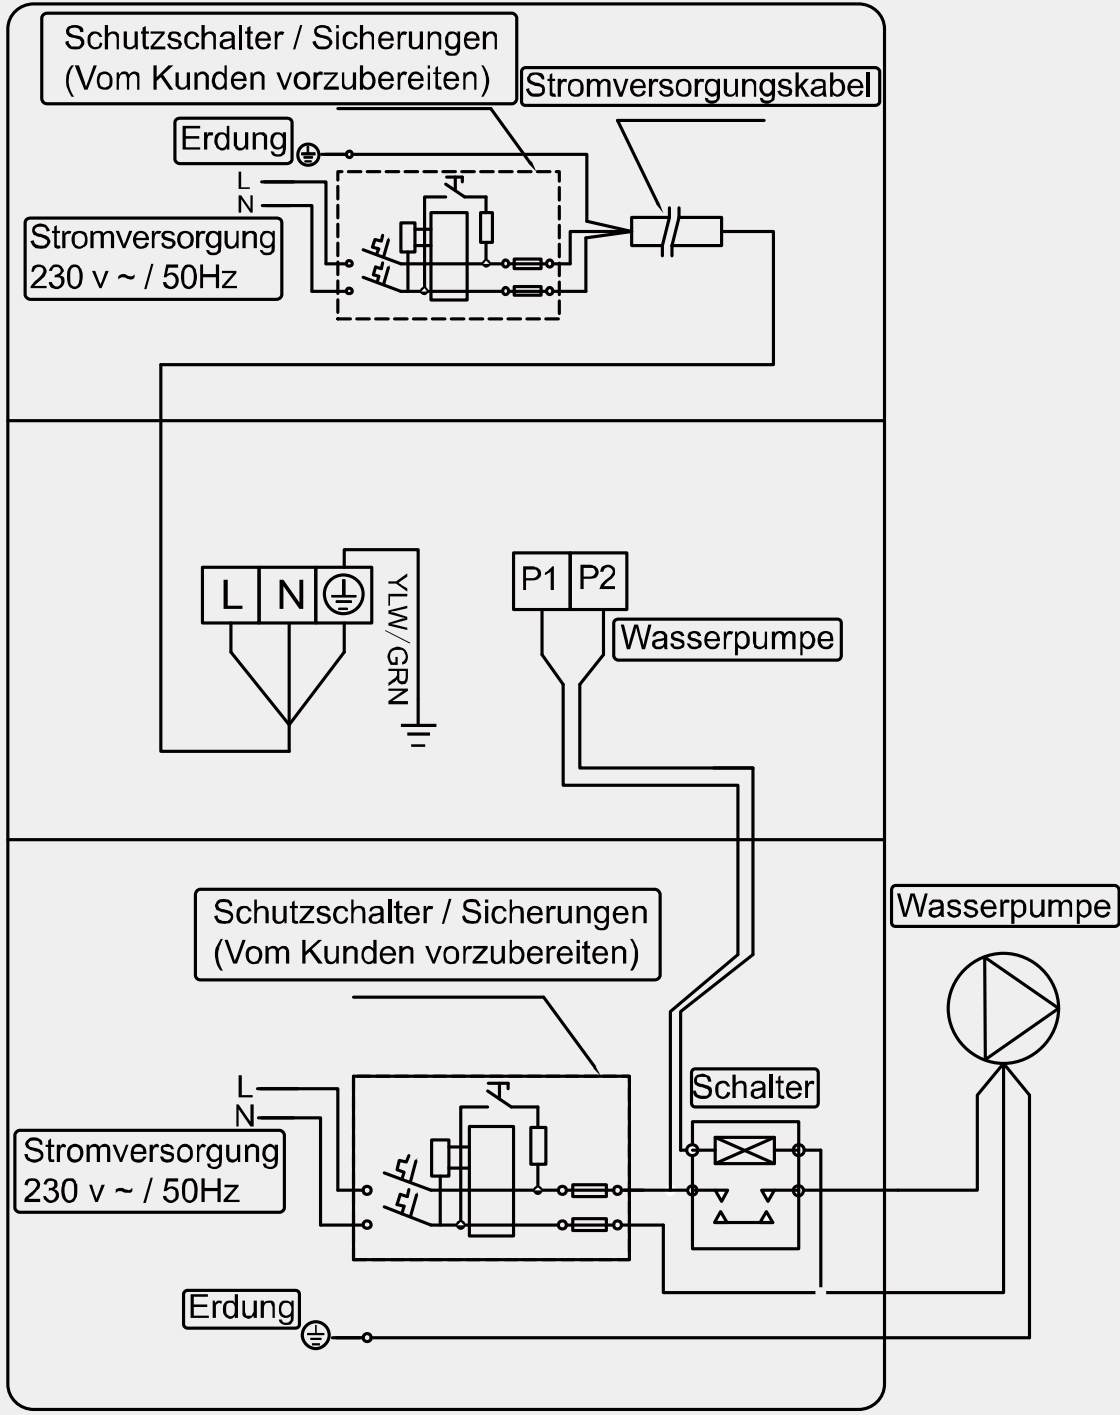 Schutzschalter / Sicherungen
(Vom Kunden vorzubereiten)
Stromversorgungskabel
Erdung
L
N
Stromversorgung
230 v ~ / 50Hz
L N
YLW/GRN
P1 P2
Wasserpumpe
Schutzschalter / Sicherungen
(Vom Kunden vorzubereiten)
Wasserpumpe
L
N
Schalter
Stromversorgung
230 v ~ / 50Hz
Erdung